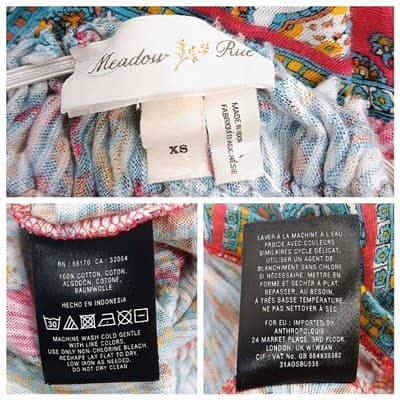 Meadow Rue
XS
MADE IN INDON
FABRIQUÉ EN INDONÉSIE
RN : 66170 CA : 32054
100% COTTON, COTON,
ALGODÓN, COTONE,
BAUMWOLLE
HECHO EN INDONESIA
30
MACHINE WASH COLD GENTLE
WITH LIKE COLORS.
USE ONLY NON-CHLORINE BLEACH.
RESHAPE LAY FLAT TO DRY.
LOW IRON AS NEEDED.
DO NOT DRY CLEAN
LAVER À LA MACHINE À L'EAU
FROIDE AVEC COULEURS
SIMILAIRES CYCLE DÉLICAT.
UTILISER UN AGENT DE
BLANCHIMENT SANS CHLORE
SI NÉCESSAIRE. METTRE EN
FORME ET SÉCHER À PLAT,
REPASSER, AU BESOIN,
À TRÈS BASSE TEMPÉRATURE.
NE PAS NETTOYER À SEC.
FOR EU : IMPORTED BY:
ANTHROPOLOGIE
24 MARKET PLACE, 3RD FLOOR,
LONDON, UK W1W8AN
CIF : VAT No. GB 684936382
31AOSBU535